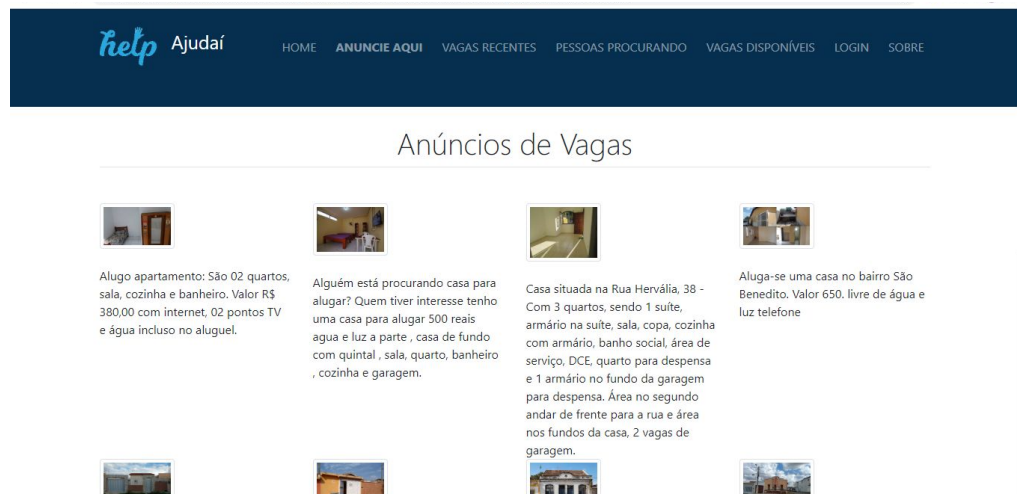 help Ajudaí HOME ANUNCIE AQUI VAGAS RECENTES PESSOAS PROCURANDO VAGAS DISPONÍVEIS LOGIN SOBRE
Anúncios de Vagas
Alugo apartamento: São 02 quartos,
sala, cozinha e banheiro. Valor R$
380,00 com internet, 02 pontos TV
e água incluso no aluguel.
Alguém está procurando casa para
alugar? Quem tiver interesse tenho
uma casa para alugar 500 reais
agua e luz a parte , casa de fundo
com quintal , sala, quarto, banheiro
, cozinha e garagem.
Casa situada na Rua Hervália, 38 -
Com 3 quartos, sendo 1 suíte,
armário na suíte, sala, copa, cozinha
com armário, banho social, área de
serviço, DCE, quarto para despensa
e 1 armário no fundo da garagem
para despensa. Área no segundo
andar de frente para a rua e área
nos fundos da casa, 2 vagas de
garagem.
Aluga-se uma casa no bairro São
Benedito. Valor 650. livre de água e
luz telefone